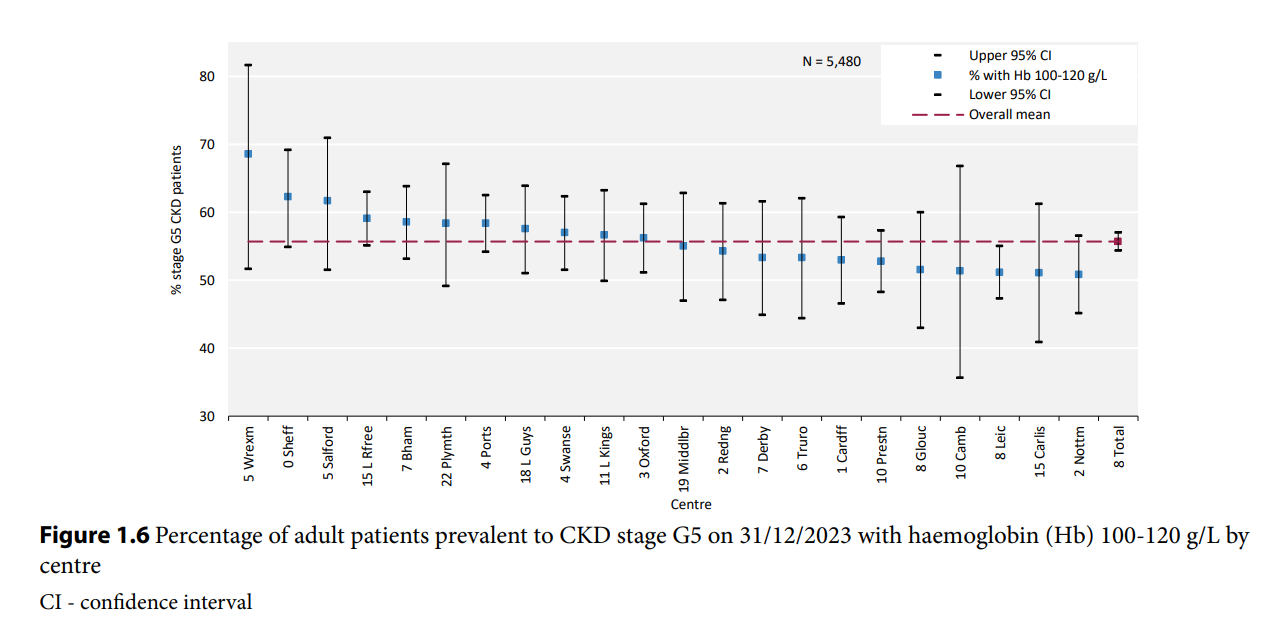 N = 5,480
Upper 95% CI
% with Hb 100-120 g/L
Lower 95% CI
Overall mean
% stage G5 CKD patients
80
70
60
50
40
30
5 Wrexm
0 Sheff
5 Salford
15 L Rfree
7 Bham
22 Plymth
4 Ports
18 L Guys
4 Swanse
11 L Kings
3 Oxford
19 Middlbr
2 Redng
7 Derby
6 Truro
1 Cardff
10 Prestn
8 Glouc
10 Camb
8 Leic
15 Carlis
2 Nottm
8 Total
Centre
Figure 1.6 Percentage of adult patients prevalent to CKD stage G5 on 31/12/2023 with haemoglobin (Hb) 100-120 g/L by
centre
CI - confidence interval